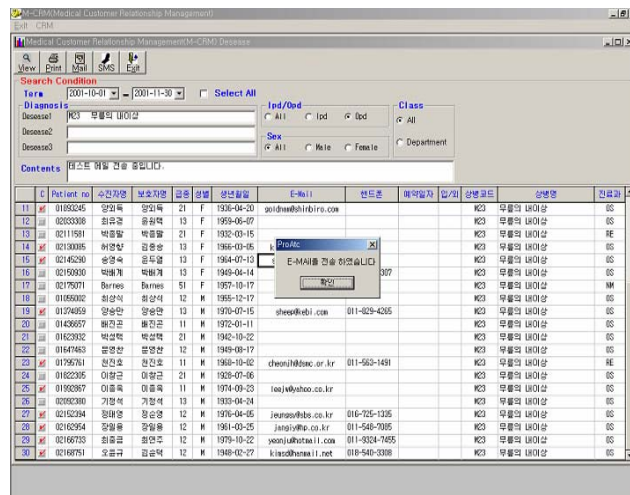 M-CRM(Medical Customer Relationship Management)
Exit CRM
Medical Customer Relationship Management(M-CRM) Desease
View Print Mail SMS Exit
Search Condition
Term 2001-10-01 2001-11-30 Select All
Diagnosis Ipd/Opd Class
Desease1 M23 무릎의 내이상 All Ipd Opd All
Desease2 Sex Department
Desease3 All Male Female
Contents 테스트 메일 전송 중입니다.
C Patient no 수진자명 보호자명 급종 성별 생년월일 E-Mail 핸드폰 예약일자 입/외 상병코드 상병명 진료과
11 01893245 양외득 양외득 21 F 1936-04-20 goldnam@shinbiro.com M23 무릎의 내이상 OS
12 02033308 최유경 윤원택 13 F 1959-06-07 M23 무릎의 내이상 OS
13 02111581 박종말 박종말 21 F 1932-03-15 M23 무릎의 내이상 RE
14 02130085 허영향 김종승 13 F 1966-03-05 M23 무릎의 내이상 OS
15 02145290 송영숙 윤두열 13 F 1964-07-13 M23 무릎의 내이상 OS
16 02150930 박배계 박배계 13 F 1949-04-14 307 M23 무릎의 내이상 OS
17 02175071 Barnes Barnes 51 F 1957-10-17 M23 무릎의 내이상 NM
18 01055002 최상식 최상식 12 M 1955-12-17 M23 무릎의 내이상 OS
19 01374859 양승만 양승만 13 M 1970-07-15 sheep@kebi.com 011-829-4265 M23 무릎의 내이상 OS
20 01436657 배진곤 배진곤 11 M 1972-01-11 M23 무릎의 내이상 OS
21 01623932 박성택 박성택 21 M 1942-10-22 M23 무릎의 내이상 OS
22 01647463 문영찬 문영찬 12 M 1949-08-17 M23 무릎의 내이상 OS
23 01795761 천진호 천진호 11 M 1960-10-02 cheonjh@dsmc.or.kr 011-563-1491 M23 무릎의 내이상 RE
24 01822305 이창근 이창근 21 M 1928-07-06 M23 무릎의 내이상 OS
25 01992867 이종옥 이종옥 11 M 1974-09-23 leejw@yahoo.co.kr M23 무릎의 내이상 OS
26 02092380 기정석 기정석 13 M 1933-04-24 M23 무릎의 내이상 OS
27 02152394 정태영 정순영 12 M 1976-04-05 jeunssv@sbs.co.kr 016-725-1335 M23 무릎의 내이상 OS
28 02162954 장일용 장일용 12 M 1961-03-25 jangiy@hp.co.kr 011-548-7085 M23 무릎의 내이상 OS
29 02166733 최중곱 최연주 12 M 1979-10-22 yeonju@hotmail.com 011-9324-7455 M23 무릎의 내이상 OS
30 02168751 오문규 김순덕 12 M 1948-02-27 kimsd@hanmail.net 018-540-3308 M23 무릎의 내이상 OS
ProAtc
E-MAil를 전송 하였습니다
확인